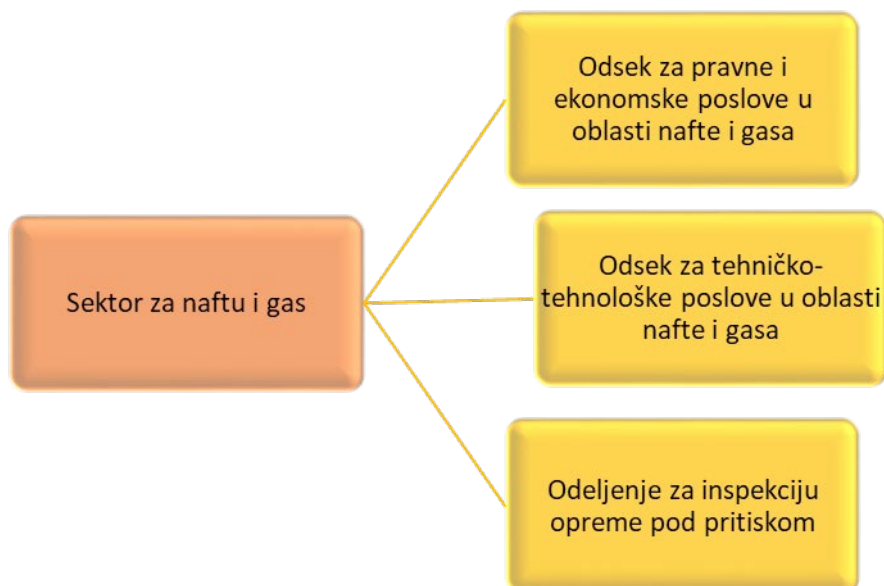 Odsek za pravne i
ekonomske poslove u
oblasti nafte i gasa
Sektor za naftu i gas
Odsek za tehničko-
tehnološke poslove u oblasti
nafte i gasa
Odeljenje za inspekciju
opreme pod pritiskom